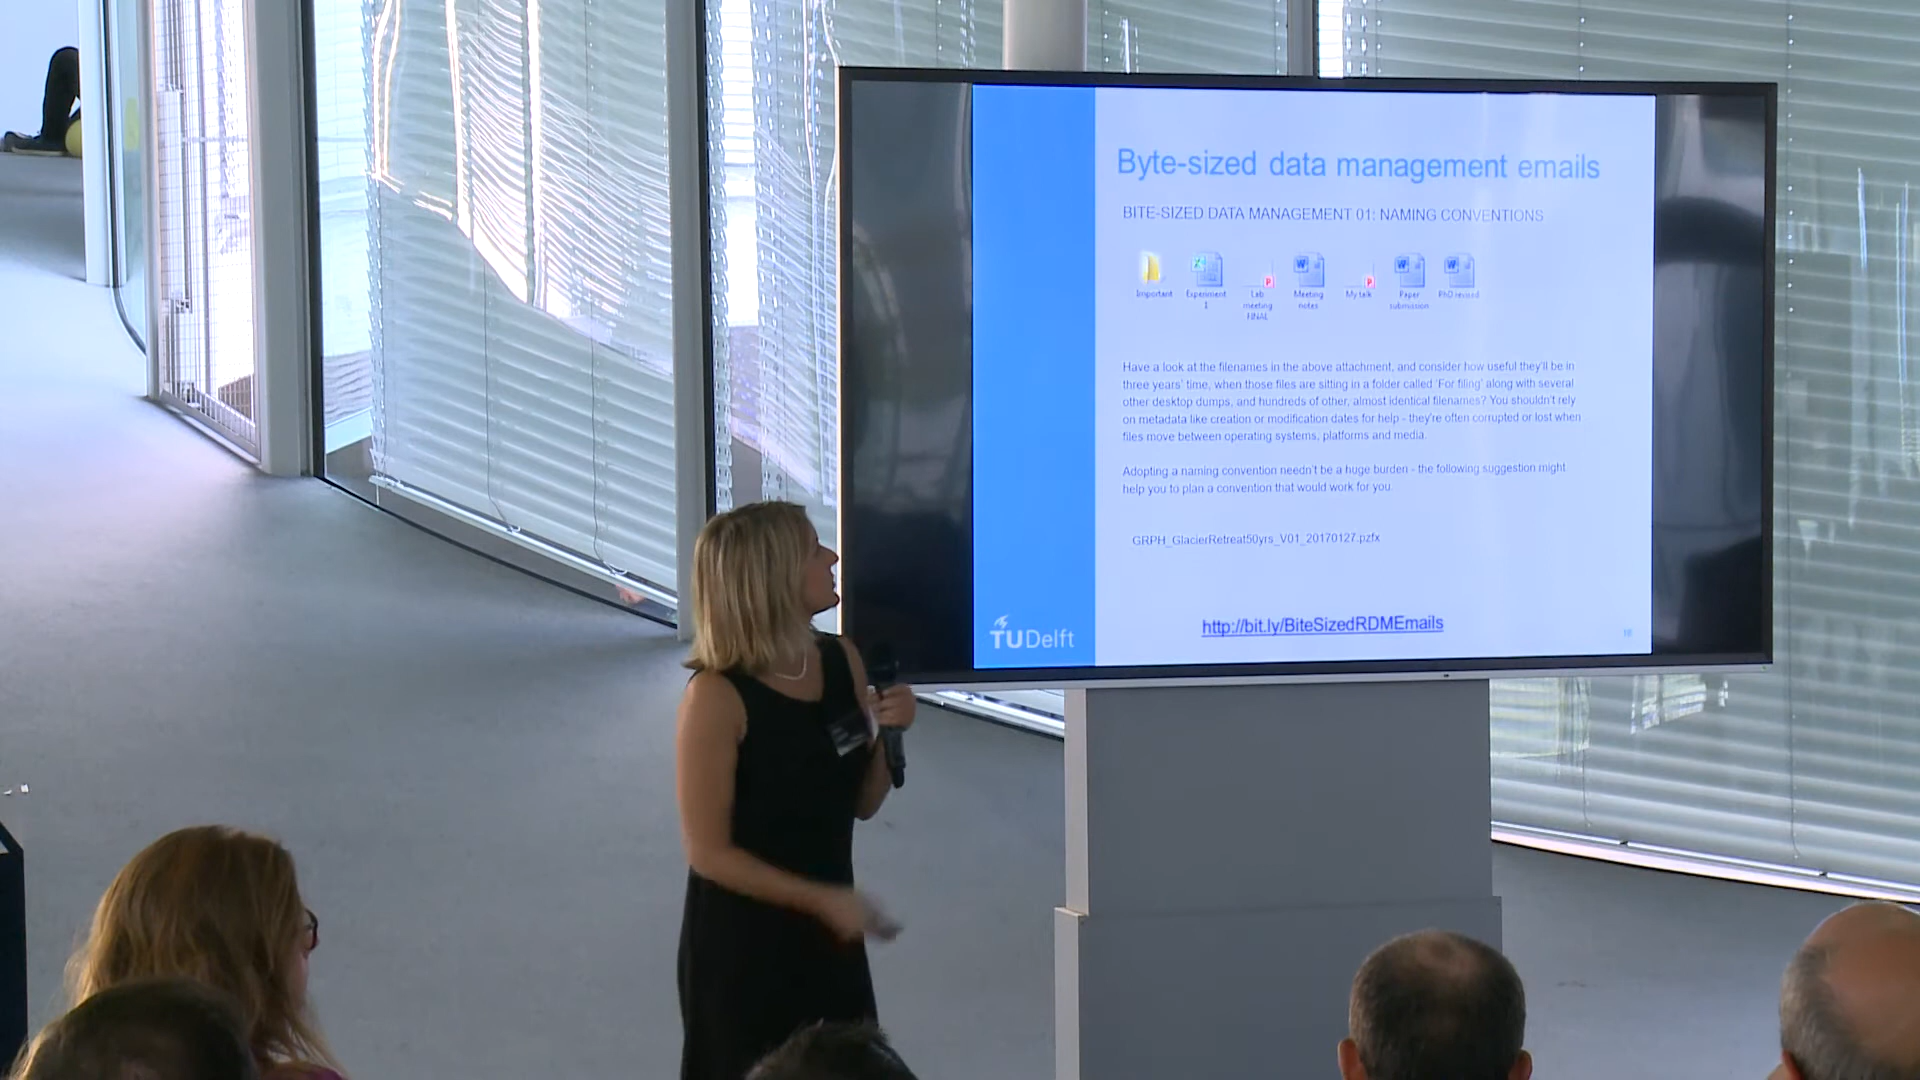 Byte-sized data management emails
BITE-SIZED DATA MANAGEMENT 01: NAMING CONVENTIONS
Important
Experiment
1
Lab
meeting
FINAL
Meeting
notes
My talk
Paper
submission
PhD revised
Have a look at the filenames in the above attachment, and consider how useful they'll be in
three years' time, when those files are sitting in a folder called 'For filing' along with several
other desktop dumps, and hundreds of other, almost identical filenames? You shouldn't rely
on metadata like creation or modification dates for help - they're often corrupted or lost when
files move between operating systems, platforms and media.
Adopting a naming convention needn't be a huge burden - the following suggestion might
help you to plan a convention that would work for you.
GRPH_GlacierRetreat50yrs_V01_20170127.pzfx
http://bit.ly/BiteSizedRDMEmails
TUDelft